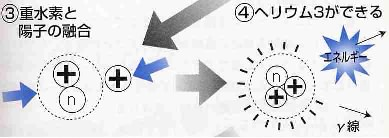 ③重水素と
陽子の融合
+
n
+
④ヘリウム3ができる
エネルギー
n
+
+
γ線